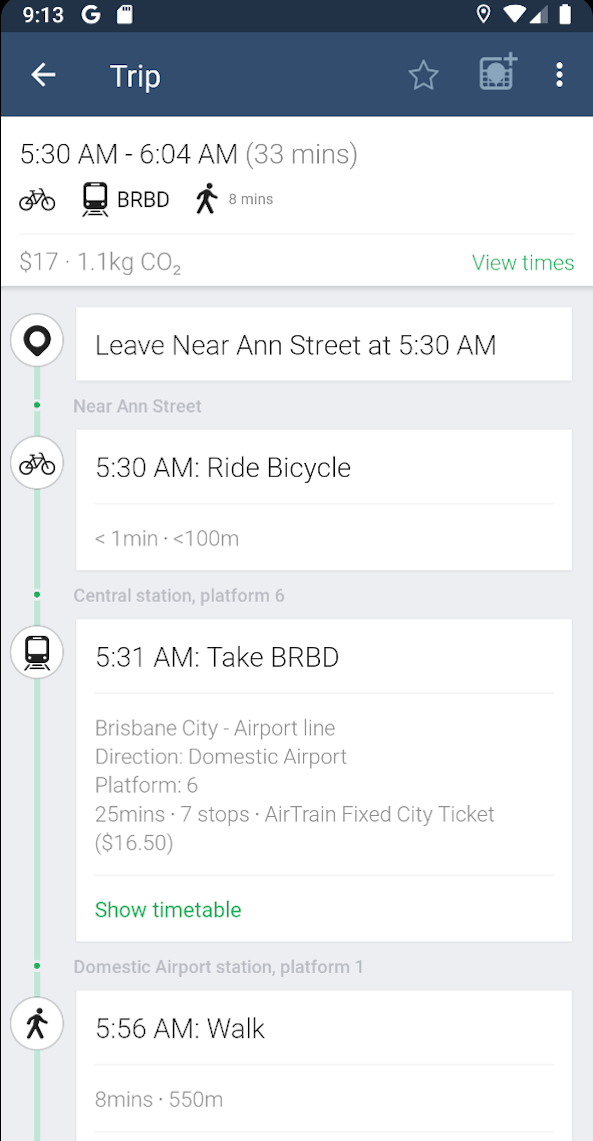 9:13 G
Trip
5:30 AM - 6:04 AM (33 mins)
BRBD 8 mins
$17 · 1.1kg CO₂ View times
Leave Near Ann Street at 5:30 AM
Near Ann Street
5:30 AM: Ride Bicycle
< 1min · <100m
Central station, platform 6
5:31 AM: Take BRBD
Brisbane City - Airport line
Direction: Domestic Airport
Platform: 6
25mins · 7 stops · AirTrain Fixed City Ticket
($16.50)
Show timetable
Domestic Airport station, platform 1
5:56 AM: Walk
8mins · 550m